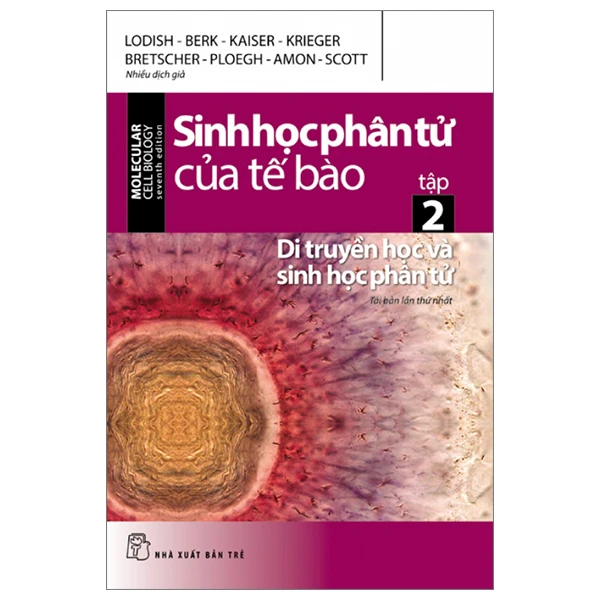 LODISH - BERK - KAISER - KRIEGER
BRETSCHER - PLOEGH - AMON - SCOTT
Nhiều dịch giả
MOLECULAR
CELL BIOLOGY
seventh edition
Sinh học phân tử
của tế bào
tập
2
Di truyền học và
sinh học phân tử
Tái bản lần thứ nhất
NHÀ XUẤT BẢN TRẺ